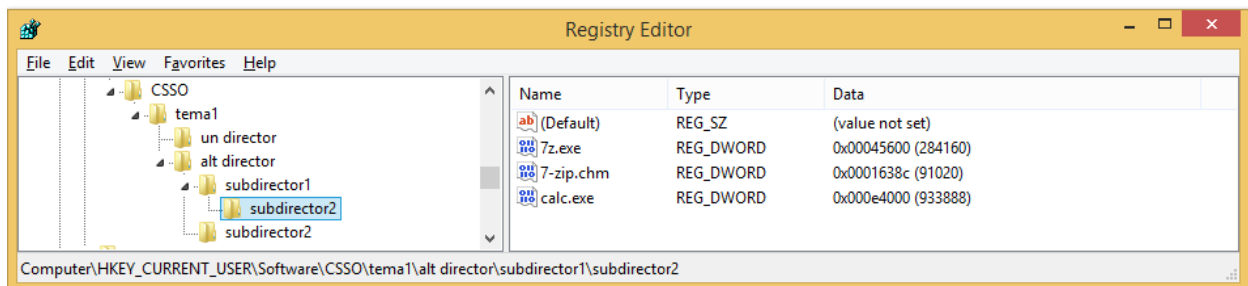 Registry Editor
File Edit View Favorites Help
CSSO
tema1
un director
alt director
subdirector1
subdirector2
subdirector2
Name Type Data
ab (Default) REG_SZ (value not set)
7z.exe REG_DWORD 0x00045600 (284160)
7-zip.chm REG_DWORD 0x0001638c (91020)
calc.exe REG_DWORD 0x000e4000 (933888)
Computer\HKEY_CURRENT_USER\Software\CSSO\tema1\alt director\subdirector1\subdirector2